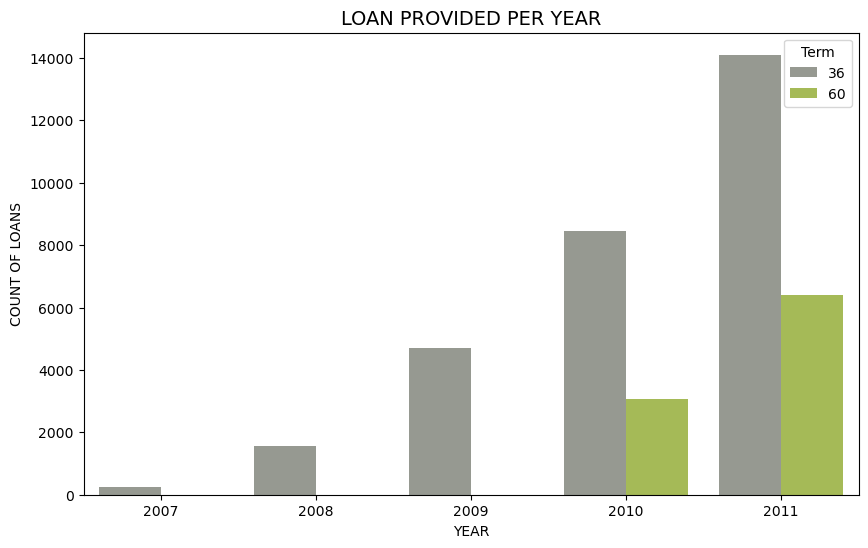 LOAN PROVIDED PER YEAR
Term
36
60
14000
12000
10000
8000
6000
4000
2000
0
COUNT OF LOANS
2007 2008 2009 2010 2011
YEAR